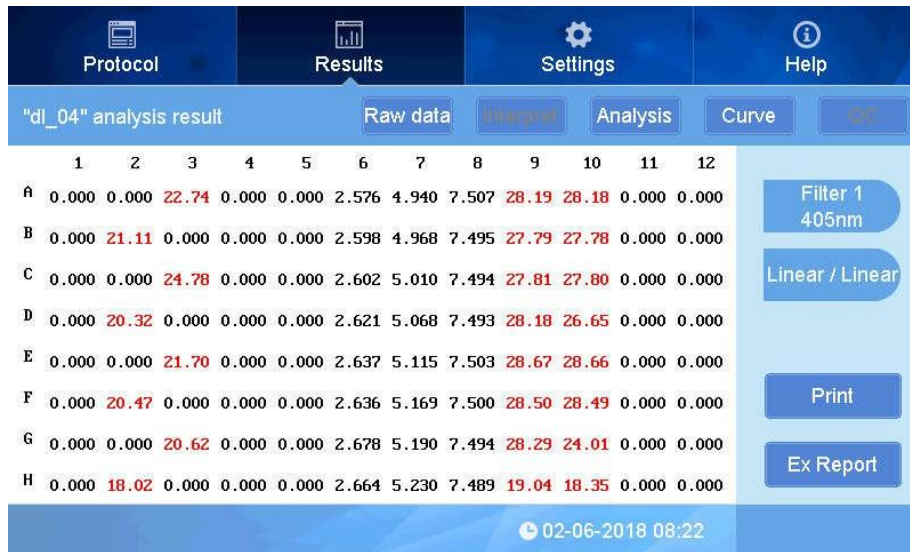 Protocol Results Settings Help
"dl_04" analysis result Raw data Interpret Analysis Curve QC
1 2 3 4 5 6 7 8 9 10 11 12
A 0.000 0.000 22.74 0.000 0.000 2.576 4.940 7.507 28.19 28.18 0.000 0.000
Filter 1
405nm
B 0.000 21.11 0.000 0.000 0.000 2.598 4.968 7.495 27.79 27.78 0.000 0.000
C 0.000 0.000 24.78 0.000 0.000 2.602 5.010 7.494 27.81 27.80 0.000 0.000
Linear / Linear
D 0.000 20.32 0.000 0.000 0.000 2.621 5.068 7.493 28.18 26.65 0.000 0.000
E 0.000 0.000 21.70 0.000 0.000 2.637 5.115 7.503 28.67 28.66 0.000 0.000
F 0.000 20.47 0.000 0.000 0.000 2.636 5.169 7.500 28.50 28.49 0.000 0.000
Print
G 0.000 0.000 20.62 0.000 0.000 2.678 5.190 7.494 28.29 24.01 0.000 0.000
Ex Report
H 0.000 18.02 0.000 0.000 0.000 2.664 5.230 7.489 19.04 18.35 0.000 0.000
02-06-2018 08:22